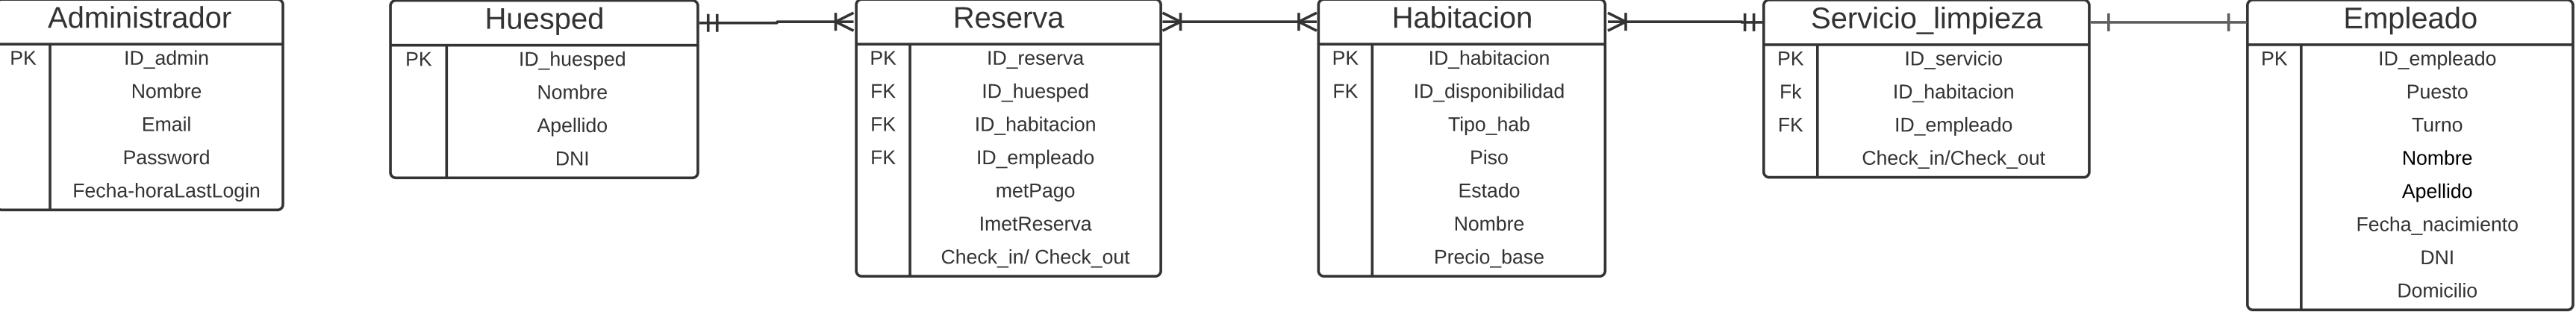 Administrador
PK ID_admin
Nombre
Email
Password
Fecha-horaLastLogin
Huesped
PK ID_huesped
Nombre
Apellido
DNI
Reserva
PK ID_reserva
FK ID_huesped
FK ID_habitacion
FK ID_empleado
metPago
ImetReserva
Check_in/ Check_out
Habitacion
PK ID_habitacion
FK ID_disponibilidad
Tipo_hab
Piso
Estado
Nombre
Precio_base
Servicio_limpieza
PK ID_servicio
Fk ID_habitacion
FK ID_empleado
Check_in/Check_out
Empleado
PK ID_empleado
Puesto
Turno
Nombre
Apellido
Fecha_nacimiento
DNI
Domicilio